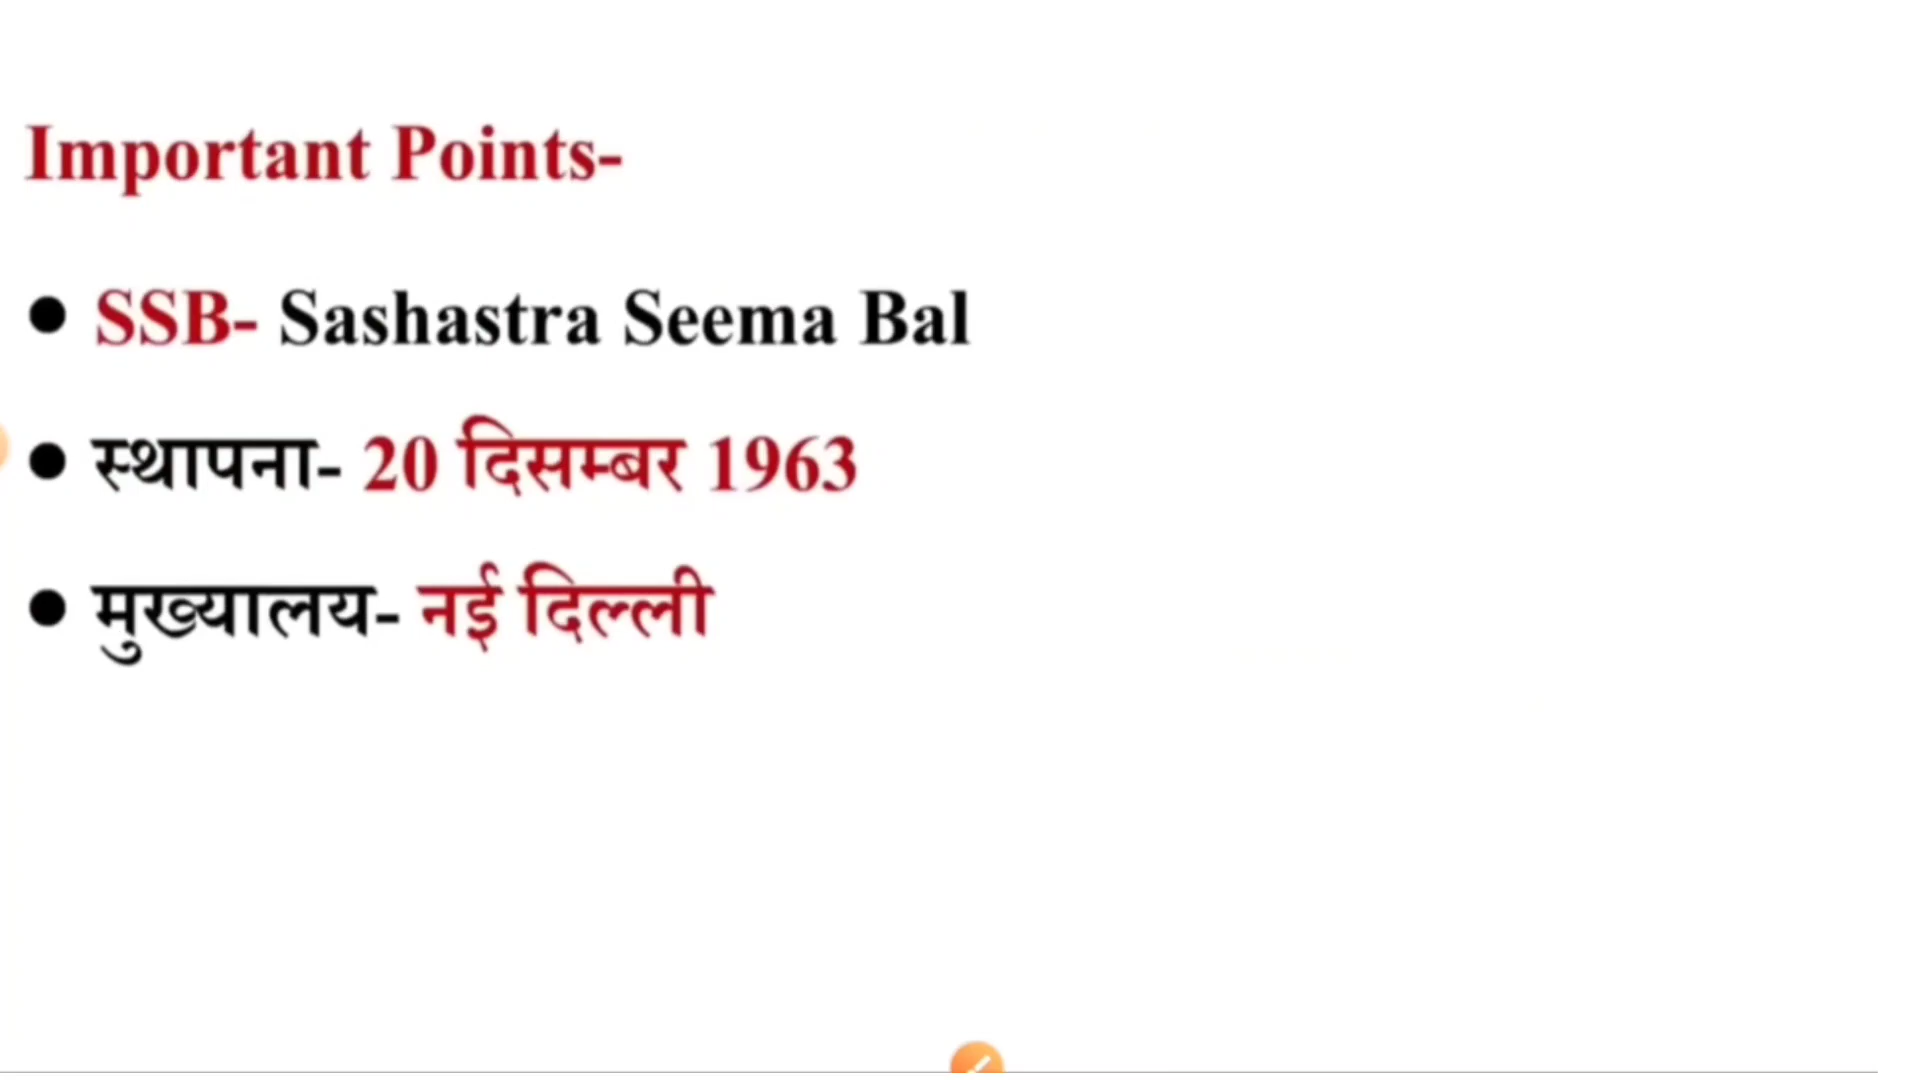 Important Points-
● SSB- Sashastra Seema Bal
● स्थापना- 20 दिसम्बर 1963
● मुख्यालय- नई दिल्ली